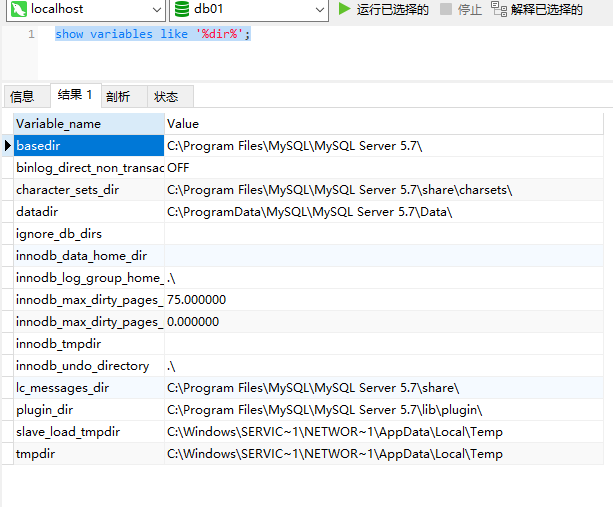 localhost db01 运行已选择的 停止 解释已选择的
1 show variables like '%dir%';
信息 结果 1 剖析 状态
Variable_name Value
basedir C:\Program Files\MySQL\MySQL Server 5.7\
binlog_direct_non_transac OFF
character_sets_dir C:\Program Files\MySQL\MySQL Server 5.7\share\charsets\
datadir C:\ProgramData\MySQL\MySQL Server 5.7\Data\
ignore_db_dirs
innodb_data_home_dir
innodb_log_group_home_ .\
innodb_max_dirty_pages_ 75.000000
innodb_max_dirty_pages_ 0.000000
innodb_tmpdir
innodb_undo_directory .\
lc_messages_dir C:\Program Files\MySQL\MySQL Server 5.7\share\
plugin_dir C:\Program Files\MySQL\MySQL Server 5.7\lib\plugin\
slave_load_tmpdir C:\Windows\SERVIC~1\NETWOR~1\AppData\Local\Temp
tmpdir C:\Windows\SERVIC~1\NETWOR~1\AppData\Local\Temp